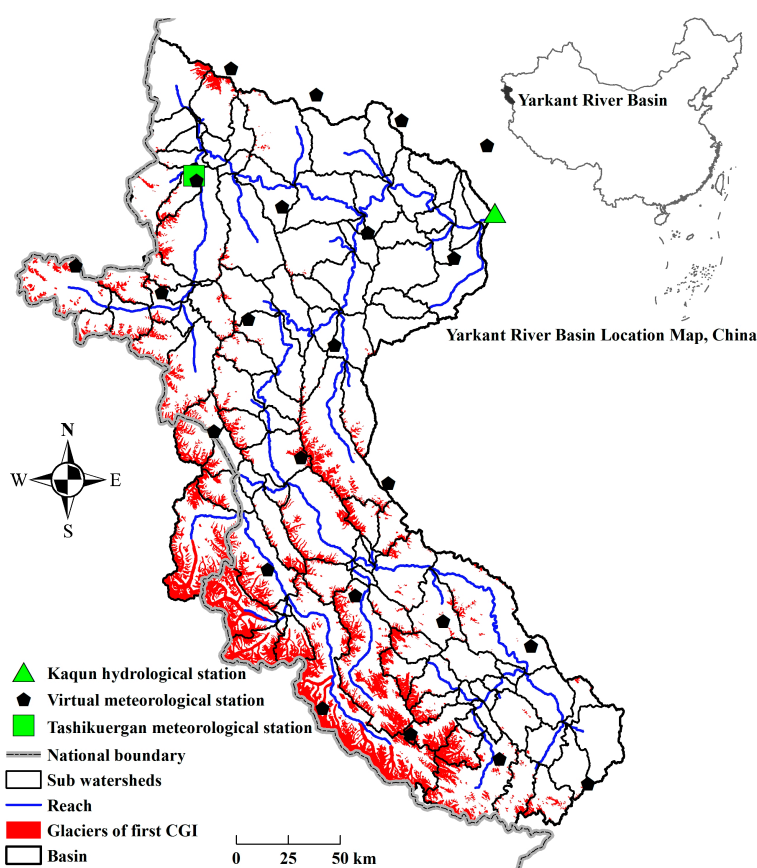 Yarkant River Basin
Yarkant River Basin Location Map, China
N
W
E
S
Kaqun hydrological station
Virtual meteorological station
Tashikuergan meteorological station
National boundary
Sub watersheds
Reach
Glaciers of first CGI
Basin
0 25 50 km